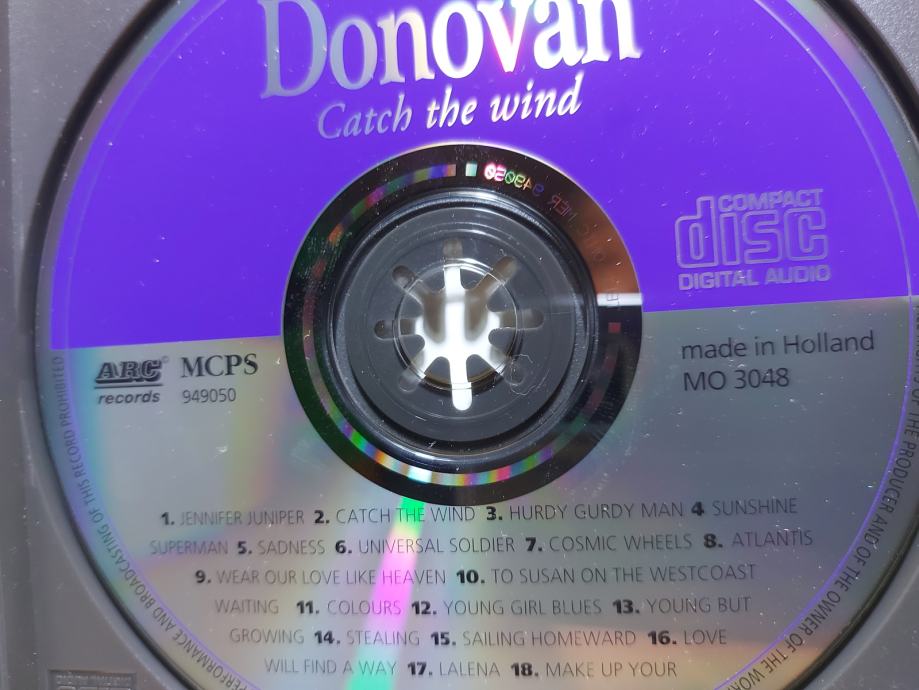 Donovan
Catch the wind
COMPACT
disc
DIGITAL AUDIO
ARC®
records
MCPS
949050
made in Holland
MO 3048
1. JENNIFER JUNIPER 2. CATCH THE WIND 3. HURDY GURDY MAN 4 SUNSHINE
SUPERMAN 5. SADNESS 6. UNIVERSAL SOLDIER 7. COSMIC WHEELS 8. ATLANTIS
9. WEAR OUR LOVE LIKE HEAVEN 10. TO SUSAN ON THE WESTCOAST
WAITING 11. COLOURS 12. YOUNG GIRL BLUES 13. YOUNG BUT
GROWING 14. STEALING 15. SAILING HOMEWARD 16. LOVE
WILL FIND A WAY 17. LALENA 18. MAKE UP YOUR
PERFORMANCE AND BROADCASTING OF THIS RECORD PROHIBITED
OF THE PRODUCER AND OF THE OWNER OF THE
949050